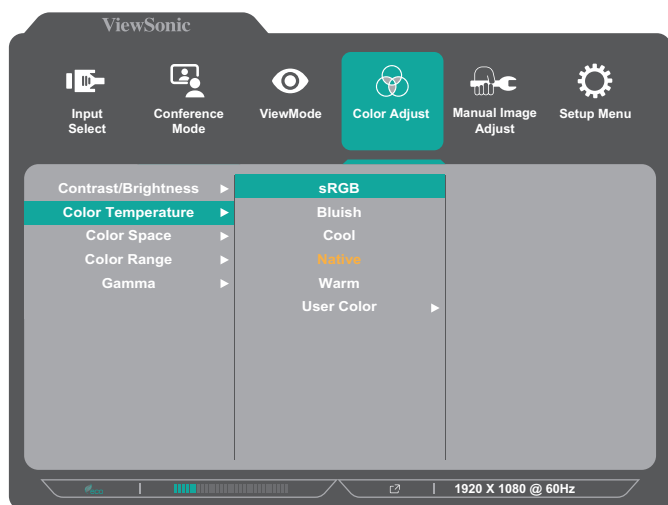 ViewSonic
Input
Select
Conference
Mode
ViewMode
Color Adjust
Manual Image
Adjust
Setup Menu
Contrast/Brightness
Color Temperature
Color Space
Color Range
Gamma
sRGB
Bluish
Cool
Native
Warm
User Color
eco
1920 X 1080 @ 60Hz